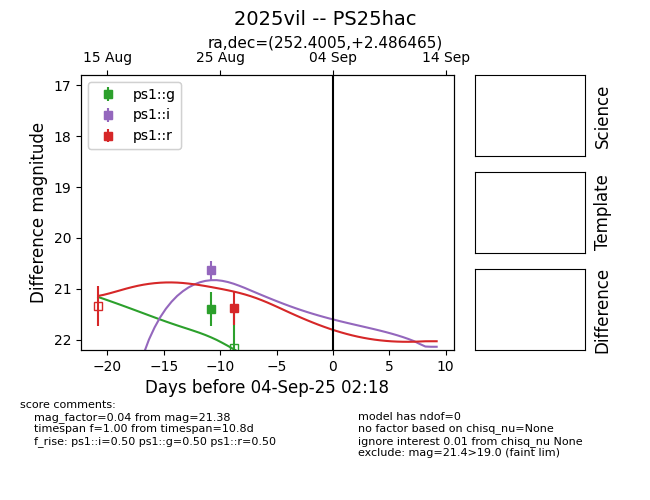 2025vil -- PS25hac
ra,dec=(252.4005,+2.486465)
15 Aug 25 Aug 04 Sep 14 Sep
ps1::g
ps1::i
ps1::r
17
18
19
20
21
22
Difference magnitude
−20 −15 −10 −5 0 5 10
Days before 04-Sep-25 02:18
Science
Template
Difference
score comments:
mag_factor=0.04 from mag=21.38
timespan f=1.00 from timespan=10.8d
f_rise: ps1::i=0.50 ps1::g=0.50 ps1::r=0.50
model has ndof=0
no factor based on chisq_nu=None
ignore interest 0.01 from chisq_nu None
exclude: mag=21.4>19.0 (faint lim)